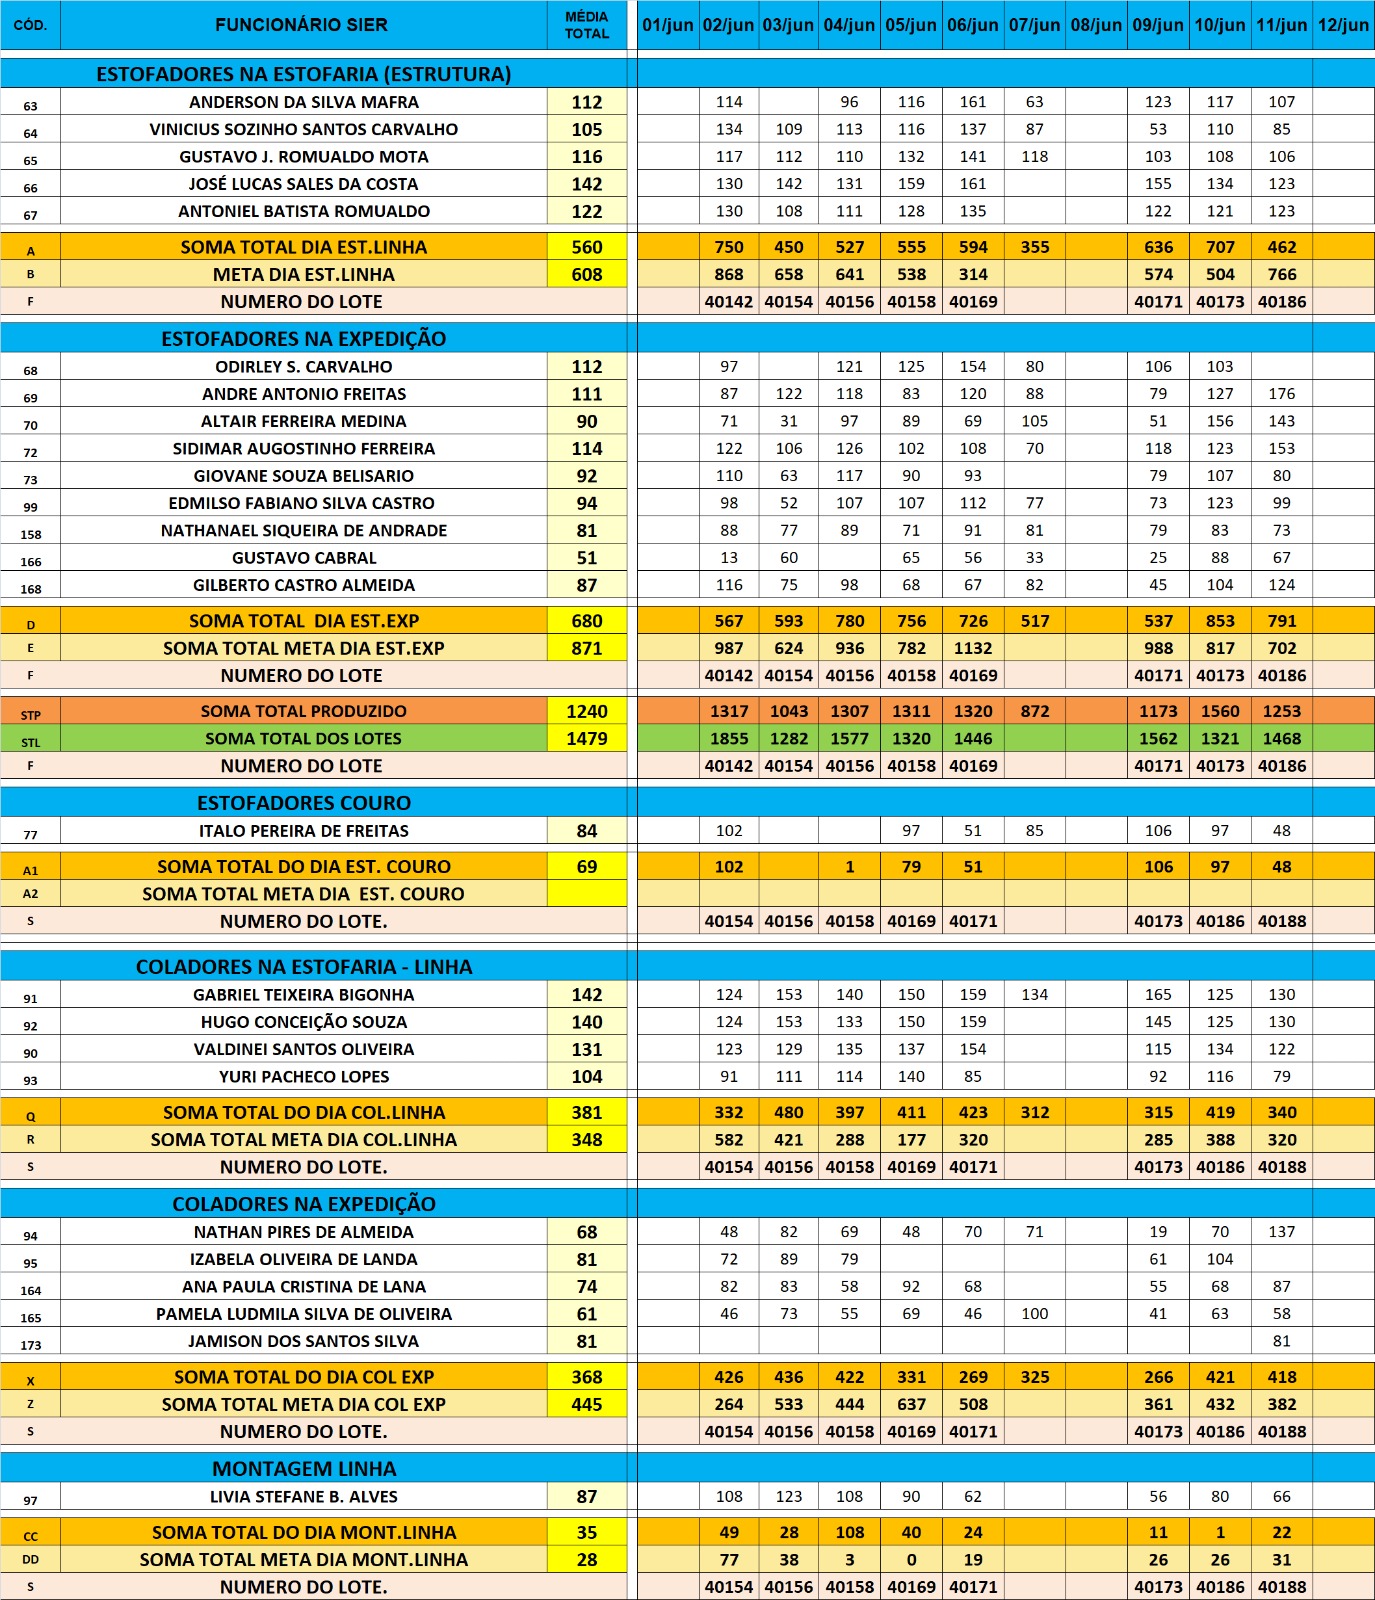 CÓD. FUNCIONÁRIO SIER MÉDIA TOTAL 01/jun 02/jun 03/jun 04/jun 05/jun 06/jun 07/jun 08/jun 09/jun 10/jun 11/jun 12/jun
ESTOFADORES NA ESTOFARIA (ESTRUTURA)
63 ANDERSON DA SILVA MAFRA 112 114 96 116 161 63 123 117 107
64 VINICIUS SOZINHO SANTOS CARVALHO 105 134 109 113 116 137 87 53 110 85
65 GUSTAVO J. ROMUALDO MOTA 116 117 112 110 132 141 118 103 108 106
66 JOSÉ LUCAS SALES DA COSTA 142 130 142 131 159 161 155 134 123
67 ANTONIEL BATISTA ROMUALDO 122 130 108 111 128 135 122 121 123
A SOMA TOTAL DIA EST.LINHA 560 750 450 527 555 594 355 636 707 462
B META DIA EST.LINHA 608 868 658 641 538 314 574 504 766
F NUMERO DO LOTE 40142 40154 40156 40158 40169 40171 40173 40186
ESTOFADORES NA EXPEDIÇÃO
68 ODIRLEY S. CARVALHO 112 97 121 125 154 80 106 103
69 ANDRE ANTONIO FREITAS 111 87 122 118 83 120 88 79 127 176
70 ALTAIR FERREIRA MEDINA 90 71 31 97 89 69 105 51 156 143
72 SIDIMAR AUGOSTINHO FERREIRA 114 122 106 126 102 108 70 118 123 153
73 GIOVANE SOUZA BELISARIO 92 110 63 117 90 93 79 107 80
99 EDMILSO FABIANO SILVA CASTRO 94 98 52 107 107 112 77 73 123 99
158 NATHANAEL SIQUEIRA DE ANDRADE 81 88 77 89 71 91 81 79 83 73
166 GUSTAVO CABRAL 51 13 60 65 56 33 25 88 67
168 GILBERTO CASTRO ALMEIDA 87 116 75 98 68 67 82 45 104 124
D SOMA TOTAL DIA EST.EXP 680 567 593 780 756 726 517 537 853 791
E SOMA TOTAL META DIA EST.EXP 871 987 624 936 782 1132 988 817 702
F NUMERO DO LOTE 40142 40154 40156 40158 40169 40171 40173 40186
STP SOMA TOTAL PRODUZIDO 1240 1317 1043 1307 1311 1320 872 1173 1560 1253
STL SOMA TOTAL DOS LOTES 1479 1855 1282 1577 1320 1446 1562 1321 1468
F NUMERO DO LOTE 40142 40154 40156 40158 40169 40171 40173 40186
ESTOFADORES COURO
77 ITALO PEREIRA DE FREITAS 84 102 97 51 85 106 97 48
A1 SOMA TOTAL DO DIA EST. COURO 69 102 1 79 51 106 97 48
A2 SOMA TOTAL META DIA EST. COURO
S NUMERO DO LOTE. 40154 40156 40158 40169 40171 40173 40186 40188
COLADORES NA ESTOFARIA - LINHA
91 GABRIEL TEIXEIRA BIGONHA 142 124 153 140 150 159 134 165 125 130
92 HUGO CONCEIÇÃO SOUZA 140 124 153 133 150 159 145 125 130
90 VALDINEI SANTOS OLIVEIRA 131 123 129 135 137 154 115 134 122
93 YURI PACHECO LOPES 104 91 111 114 140 85 92 116 79
Q SOMA TOTAL DO DIA COL.LINHA 381 332 480 397 411 423 312 315 419 340
R SOMA TOTAL META DIA COL.LINHA 348 582 421 288 177 320 285 388 320
S NUMERO DO LOTE. 40154 40156 40158 40169 40171 40173 40186 40188
COLADORES NA EXPEDIÇÃO
94 NATHAN PIRES DE ALMEIDA 68 48 82 69 48 70 71 19 70 137
95 IZABELA OLIVEIRA DE LANDA 81 72 89 79 61 104
164 ANA PAULA CRISTINA DE LANA 74 82 83 58 92 68 55 68 87
165 PAMELA LUDMILA SILVA DE OLIVEIRA 61 46 73 55 69 46 100 41 63 58
173 JAMISON DOS SANTOS SILVA 81 81
X SOMA TOTAL DO DIA COL EXP 368 426 436 422 331 269 325 266 421 418
Z SOMA TOTAL META DIA COL EXP 445 264 533 444 637 508 361 432 382
S NUMERO DO LOTE. 40154 40156 40158 40169 40171 40173 40186 40188
MONTAGEM LINHA
97 LIVIA STEFANE B. ALVES 87 108 123 108 90 62 56 80 66
CC SOMA TOTAL DO DIA MONT.LINHA 35 49 28 108 40 24 11 1 22
DD SOMA TOTAL META DIA MONT.LINHA 28 77 38 3 0 19 26 26 31
S NUMERO DO LOTE. 40154 40156 40158 40169 40171 40173 40186 40188